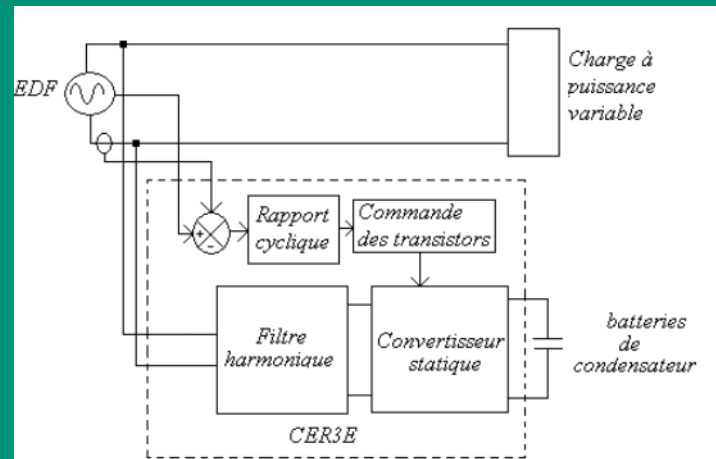 EDF
Charge à
puissance
variable
+
-
Rapport
cyclique
Commande
des transistors
Filtre
harmonique
Convertisseur
statique
batteries
de
condensateur
CER3E